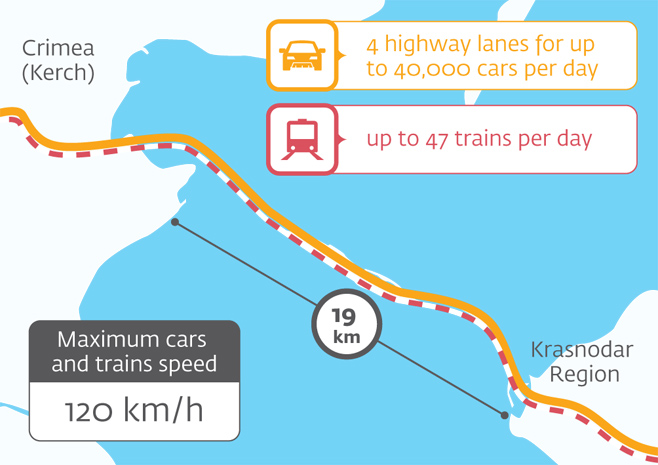 Crimea
(Kerch)
4 highway lanes for up
to 40,000 cars per day
up to 47 trains per day
19
km
Maximum cars
and trains speed
120 km/h
Krasnodar
Region